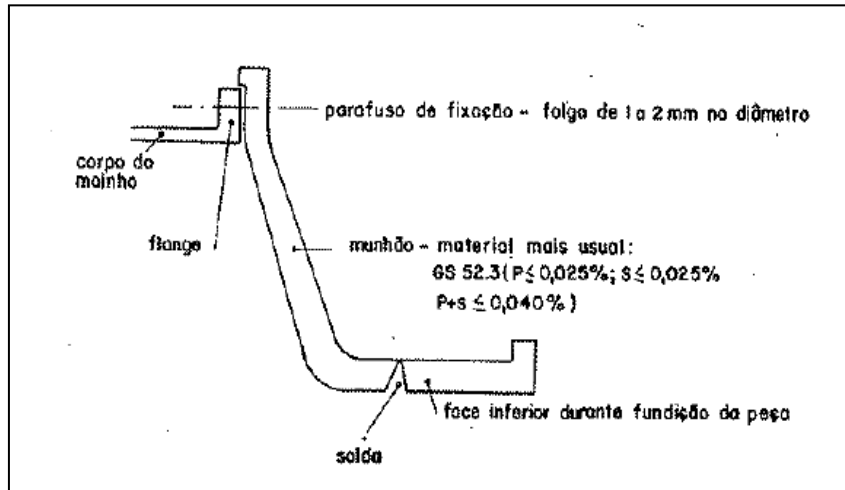 parafuso de fixação - folga de 1 a 2 mm no diâmetro
corpo do
moinho
flange
munhão - material mais usual:
GS 52.3 (P ≤ 0,025%; S ≤ 0,025%
P+s ≤ 0,040%)
face inferior durante fundição da peça
solda